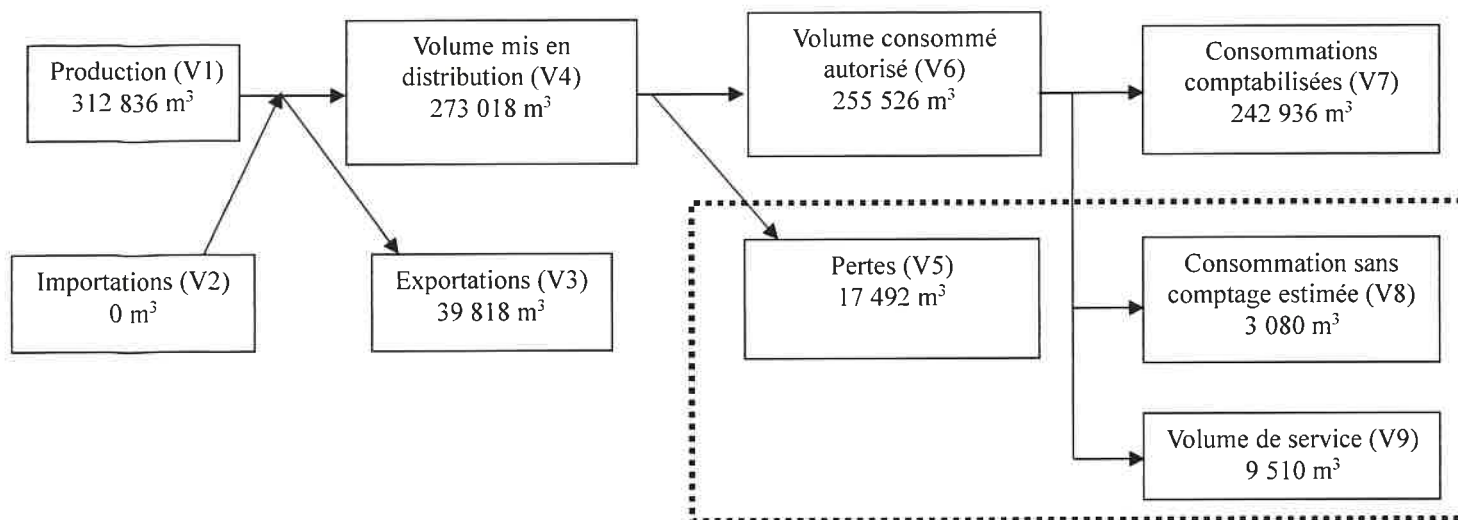 Production (V1)
312 836 m³
Volume mis en
distribution (V4)
273 018 m³
Volume consommé
autorisé (V6)
255 526 m³
Consommations
comptabilisées (V7)
242 936 m³
Importations (V2)
0 m³
Exportations (V3)
39 818 m³
Pertes (V5)
17 492 m³
Consommation sans
comptage estimée (V8)
3 080 m³
Volume de service (V9)
9 510 m³